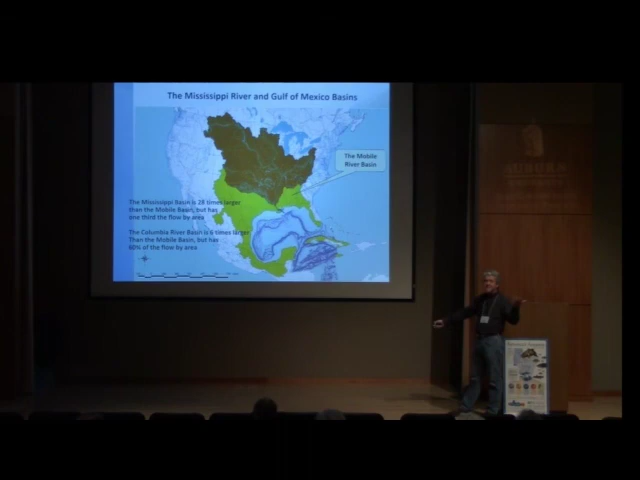 The Mississippi River and Gulf of Mexico Basins
The Mobile
River Basin
The Mississippi Basin is 28 times larger
than the Mobile Basin, but has
one third the flow by area
The Columbia River Basin is 6 times larger
Than the Mobile Basin, but has
60% of the flow by area